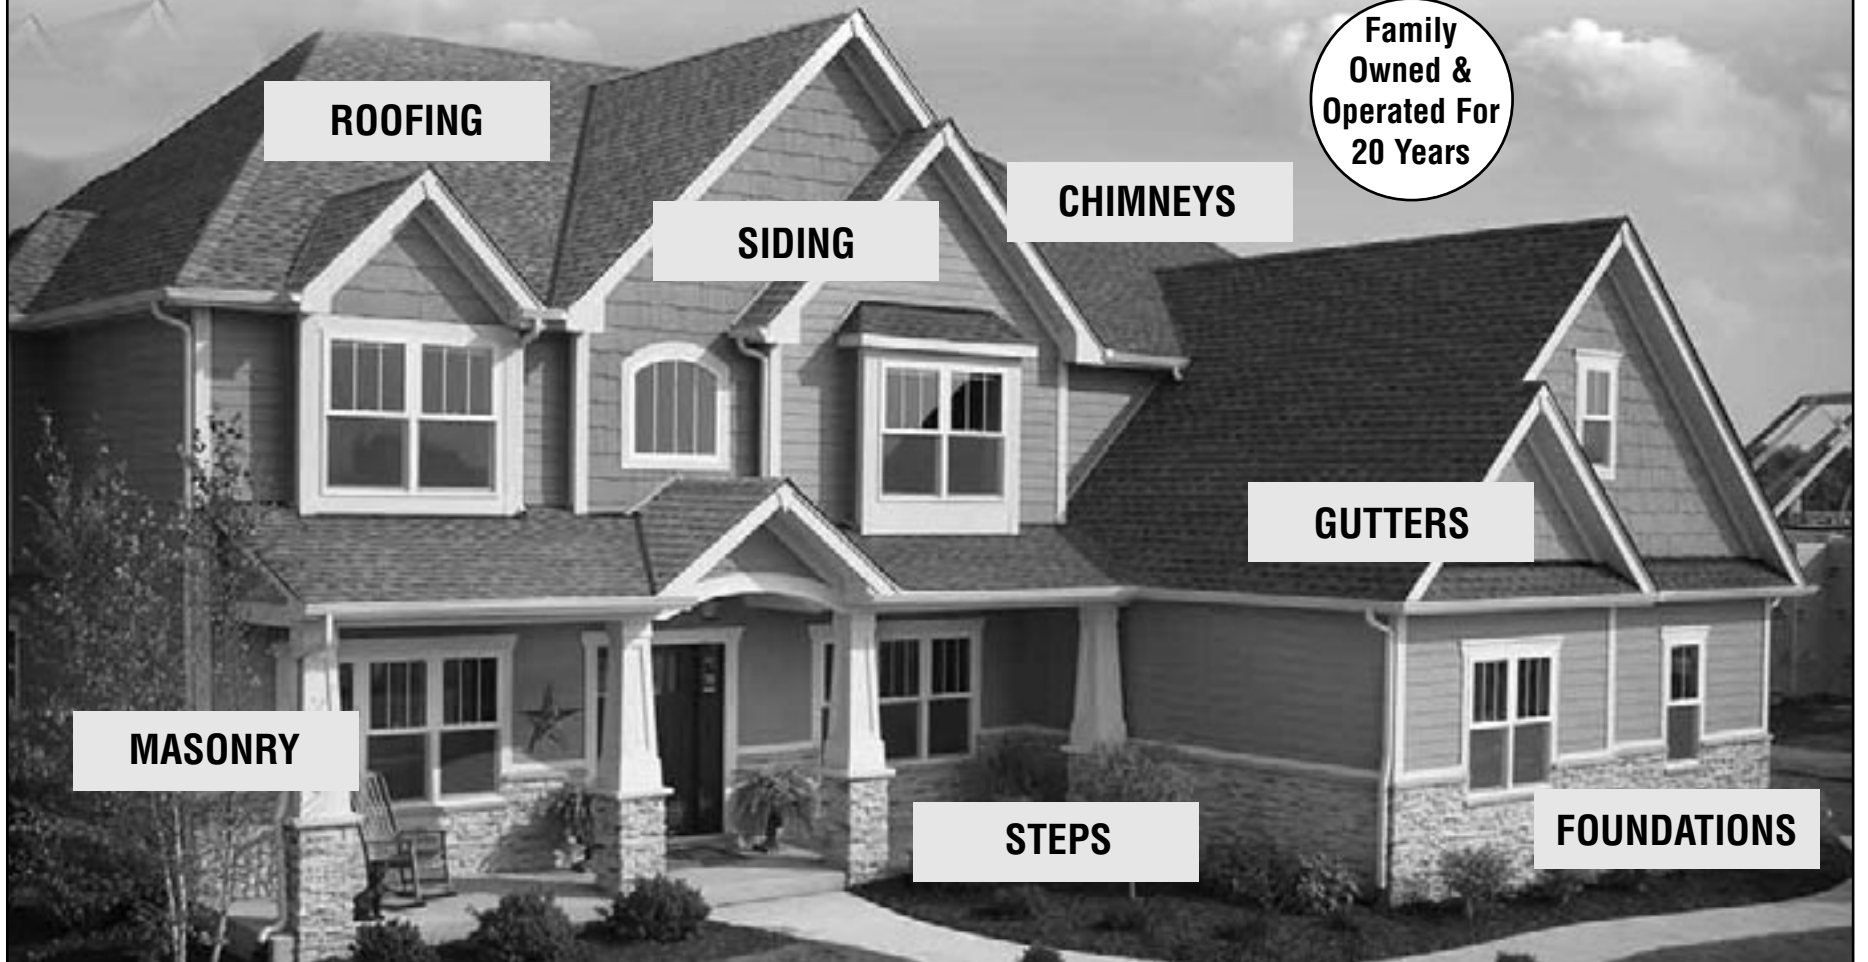 Family
Owned &
Operated For
20 Years
ROOFING
CHIMNEYS
SIDING
GUTTERS
MASONRY
STEPS
FOUNDATIONS